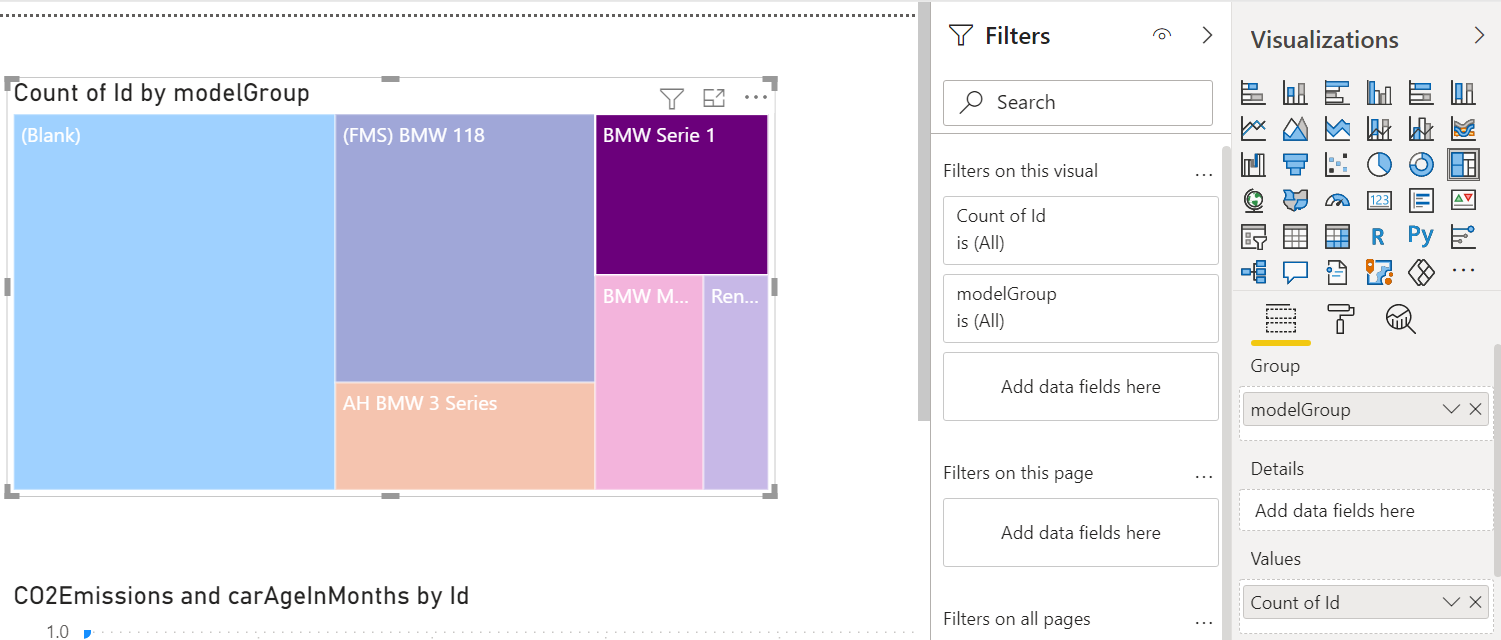 Count of Id by modelGroup
(Blank)
(FMS) BMW 118
BMW Serie 1
BMW M...
Ren...
AH BMW 3 Series
CO2Emissions and carAgeInMonths by Id
1.0
Filters
Search
Filters on this visual
...
Count of Id
is (All)
modelGroup
is (All)
Add data fields here
Filters on this page
...
Add data fields here
Filters on all pages
...
Visualizations
123
R
Py
...
Group
modelGroup
Details
Add data fields here
Values
Count of Id